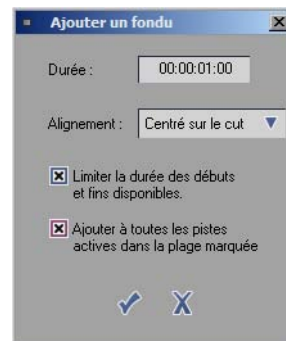 Ajouter un fondu
Durée :
00:00:01:00
Alignement :
Centré sur le cut
Limiter la durée des débuts
et fins disponibles.
Ajouter à toutes les pistes
actives dans la plage marquée